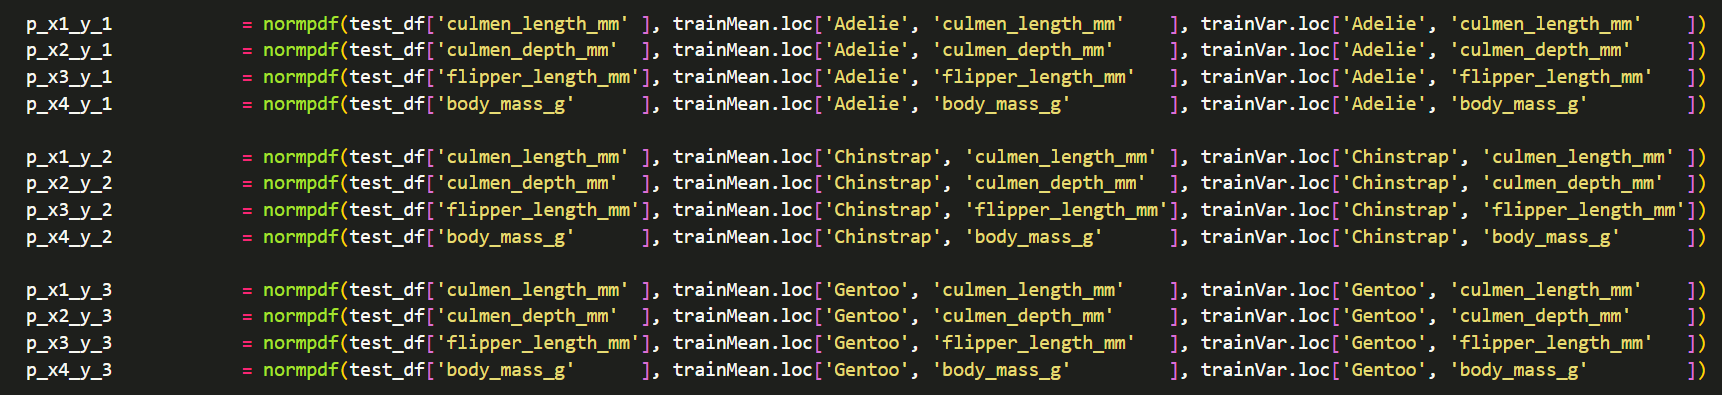 p_x1_y_1            = normpdf(test_df['culmen_length_mm' ], trainMean.loc['Adelie', 'culmen_length_mm'    ], trainVar.loc['Adelie', 'culmen_length_mm'    ])
p_x2_y_1            = normpdf(test_df['culmen_depth_mm'  ], trainMean.loc['Adelie', 'culmen_depth_mm'     ], trainVar.loc['Adelie', 'culmen_depth_mm'     ])
p_x3_y_1            = normpdf(test_df['flipper_length_mm'], trainMean.loc['Adelie', 'flipper_length_mm'   ], trainVar.loc['Adelie', 'flipper_length_mm'   ])
p_x4_y_1            = normpdf(test_df['body_mass_g'      ], trainMean.loc['Adelie', 'body_mass_g'         ], trainVar.loc['Adelie', 'body_mass_g'         ])
p_x1_y_2            = normpdf(test_df['culmen_length_mm' ], trainMean.loc['Chinstrap', 'culmen_length_mm' ], trainVar.loc['Chinstrap', 'culmen_length_mm' ])
p_x2_y_2            = normpdf(test_df['culmen_depth_mm'  ], trainMean.loc['Chinstrap', 'culmen_depth_mm'  ], trainVar.loc['Chinstrap', 'culmen_depth_mm'  ])
p_x3_y_2            = normpdf(test_df['flipper_length_mm'], trainMean.loc['Chinstrap', 'flipper_length_mm'], trainVar.loc['Chinstrap', 'flipper_length_mm'])
p_x4_y_2            = normpdf(test_df['body_mass_g'      ], trainMean.loc['Chinstrap', 'body_mass_g'      ], trainVar.loc['Chinstrap', 'body_mass_g'      ])
p_x1_y_3            = normpdf(test_df['culmen_length_mm' ], trainMean.loc['Gentoo', 'culmen_length_mm'    ], trainVar.loc['Gentoo', 'culmen_length_mm'    ])
p_x2_y_3            = normpdf(test_df['culmen_depth_mm'  ], trainMean.loc['Gentoo', 'culmen_depth_mm'     ], trainVar.loc['Gentoo', 'culmen_depth_mm'     ])
p_x3_y_3            = normpdf(test_df['flipper_length_mm'], trainMean.loc['Gentoo', 'flipper_length_mm'   ], trainVar.loc['Gentoo', 'flipper_length_mm'   ])
p_x4_y_3            = normpdf(test_df['body_mass_g'      ], trainMean.loc['Gentoo', 'body_mass_g'         ], trainVar.loc['Gentoo', 'body_mass_g'         ])